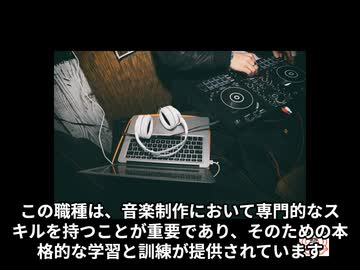 この職種は、音楽制作において専門的なス
キルを持つことが重要であり、そのための本
格的な学習と訓練が提供されています